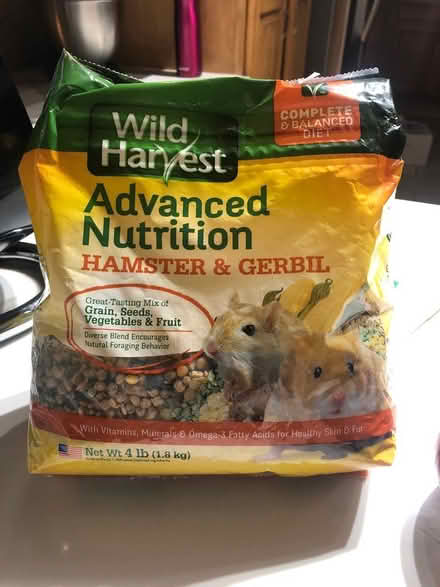 COMPLETE
& BALANCED
DIET
Wild
Harvest
Advanced
Nutrition
HAMSTER & GERBIL
Great-Tasting Mix of
Grain, Seeds,
Vegetables & Fruit
Diverse Blend Encourages
Natural Foraging Behavior
With Vitamins, Minerals & Omega-3 Fatty Acids for Healthy Skin & Fur
Net Wt 4 lb (1.8 kg)